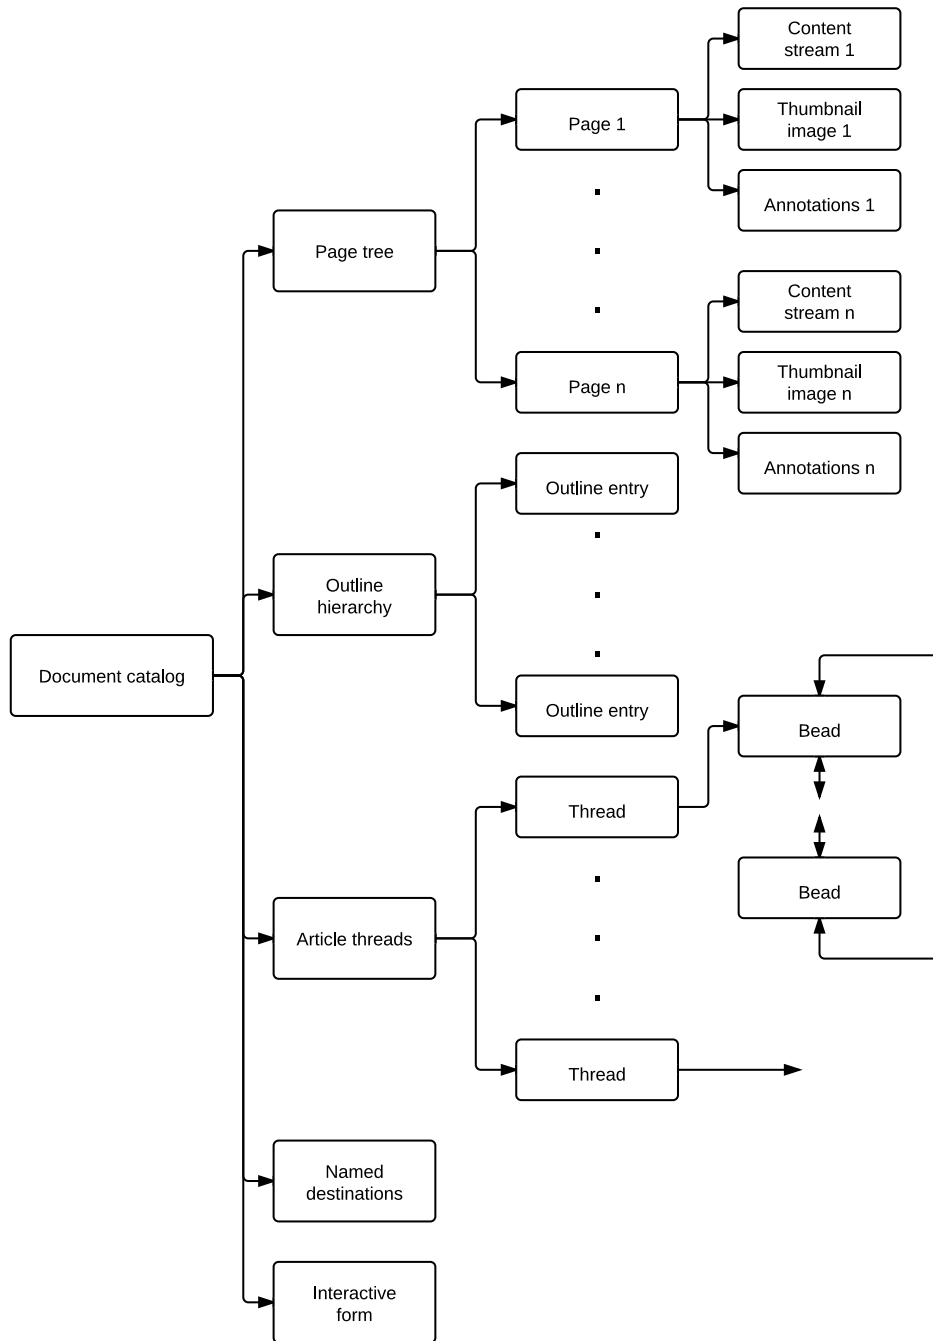 Content
stream 1
Page 1
Thumbnail
image 1
Annotations 1
Page tree
Content
stream n
Page n
Thumbnail
image n
Annotations n
Outline entry
Outline
hierarchy
Document catalog
Outline entry
Bead
Thread
Bead
Article threads
Thread
Named
destinations
Interactive
form